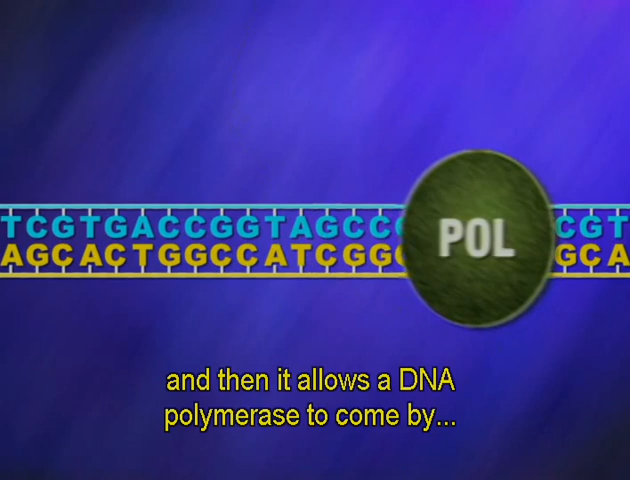 TCGTGACCGGTAGCCC CGT
AGCACTGGCCATCGGG GCA
POL
and then it allows a DNA
polymerase to come by...